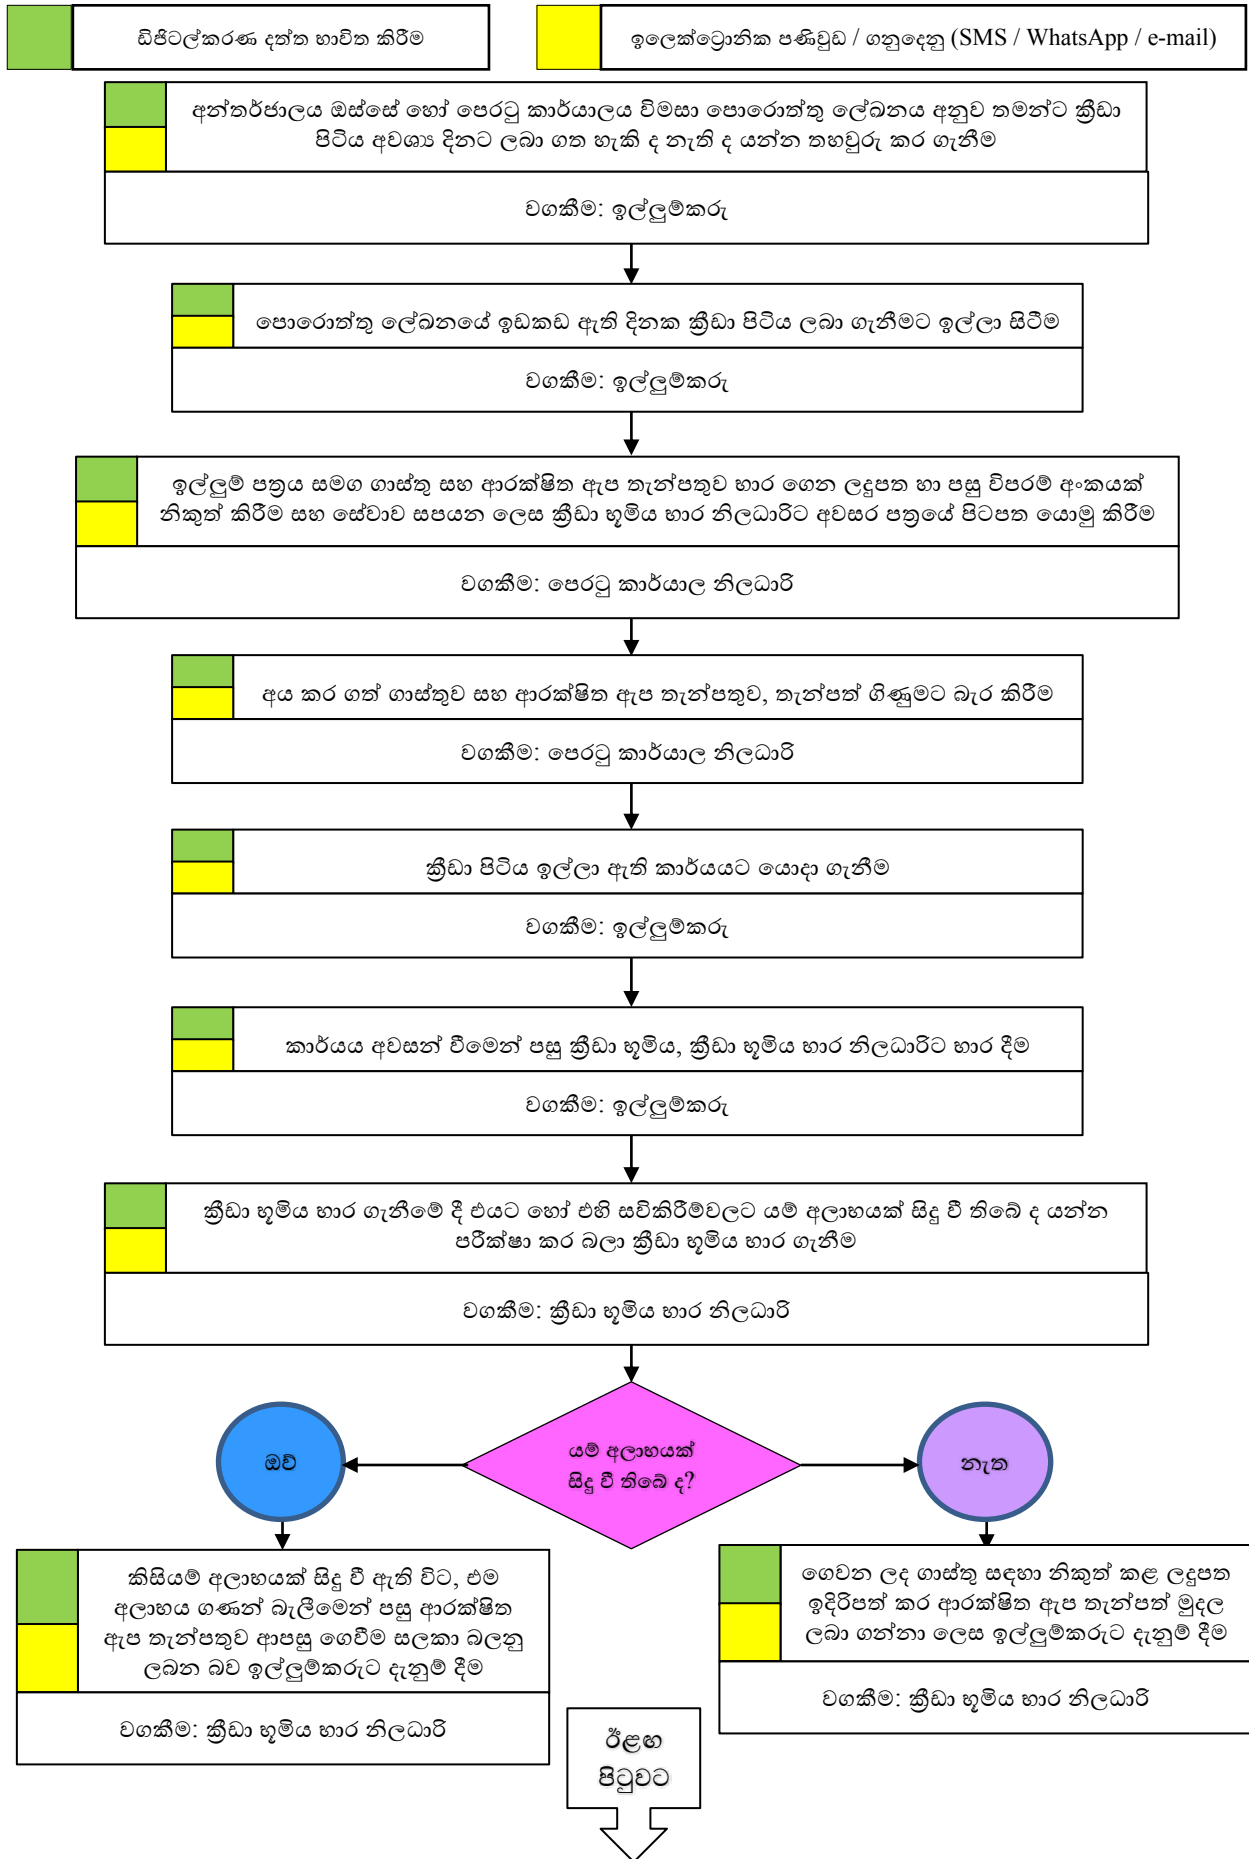 ඩිජිටල්කරණ දත්ත භාවිත කිරීම
ඉලෙක්ට්‍රොනික පණිවුඩ / ගනුදෙනු (SMS / WhatsApp / e-mail)
අන්තර්ජාලය ඔස්සේ හෝ පෙරටු කාර්යාලය විමසා පොරොත්තු ලේඛනය අනුව තමන්ට ක්‍රීඩා
පිටිය අවශ්‍ය දිනට ලබා ගත හැකි ද නැති ද යන්න තහවුරු කර ගැනීම
වගකීම: ඉල්ලුම්කරු
පොරොත්තු ලේඛනයේ ඉඩකඩ ඇති දිනක ක්‍රීඩා පිටිය ලබා ගැනීමට ඉල්ලා සිටීම
වගකීම: ඉල්ලුම්කරු
ඉල්ලුම් පත්‍රය සමග ගාස්තු සහ ආරක්ෂිත ඇප තැන්පතුව භාර ගෙන ලදුපත හා පසු විපරම් අංකයක්
නිකුත් කිරීම සහ සේවාව සපයන ලෙස ක්‍රීඩා භූමිය භාර නිලධාරිට අවසර පත්‍රයේ පිටපත යොමු කිරීම
වගකීම: පෙරටු කාර්යාල නිලධාරි
අය කර ගත් ගාස්තුව සහ ආරක්ෂිත ඇප තැන්පතුව, තැන්පත් ගිණුමට බැර කිරීම
වගකීම: පෙරටු කාර්යාල නිලධාරි
ක්‍රීඩා පිටිය ඉල්ලා ඇති කාර්යයට යොදා ගැනීම
වගකීම: ඉල්ලුම්කරු
කාර්යය අවසන් වීමෙන් පසු ක්‍රීඩා භූමිය, ක්‍රීඩා භූමිය භාර නිලධාරිට භාර දීම
වගකීම: ඉල්ලුම්කරු
ක්‍රීඩා භූමිය භාර ගැනීමේ දී එයට හෝ එහි සවිකිරීම්වලට යම් අලාභයක් සිදු වී තිබේ ද යන්න
පරීක්ෂා කර බලා ක්‍රීඩා භූමිය භාර ගැනීම
වගකීම: ක්‍රීඩා භූමිය භාර නිලධාරි
යම් අලාභයක්
සිදු වී තිබේ ද?
ඔව්
නැත
කිසියම් අලාභයක් සිදු වී ඇති විට, එම
අලාභය ගණන් බැලීමෙන් පසු ආරක්ෂිත
ඇප තැන්පතුව ආපසු ගෙවීම සලකා බලනු
ලබන බව ඉල්ලුම්කරුට දැනුම් දීම
වගකීම: ක්‍රීඩා භූමිය භාර නිලධාරි
ගෙවන ලද ගාස්තු සඳහා නිකුත් කළ ලදුපත
ඉදිරිපත් කර ආරක්ෂිත ඇප තැන්පත් මුදල
ලබා ගන්නා ලෙස ඉල්ලුම්කරුට දැනුම් දීම
වගකීම: ක්‍රීඩා භූමිය භාර නිලධාරි
ඊළඟ
පිටුවට